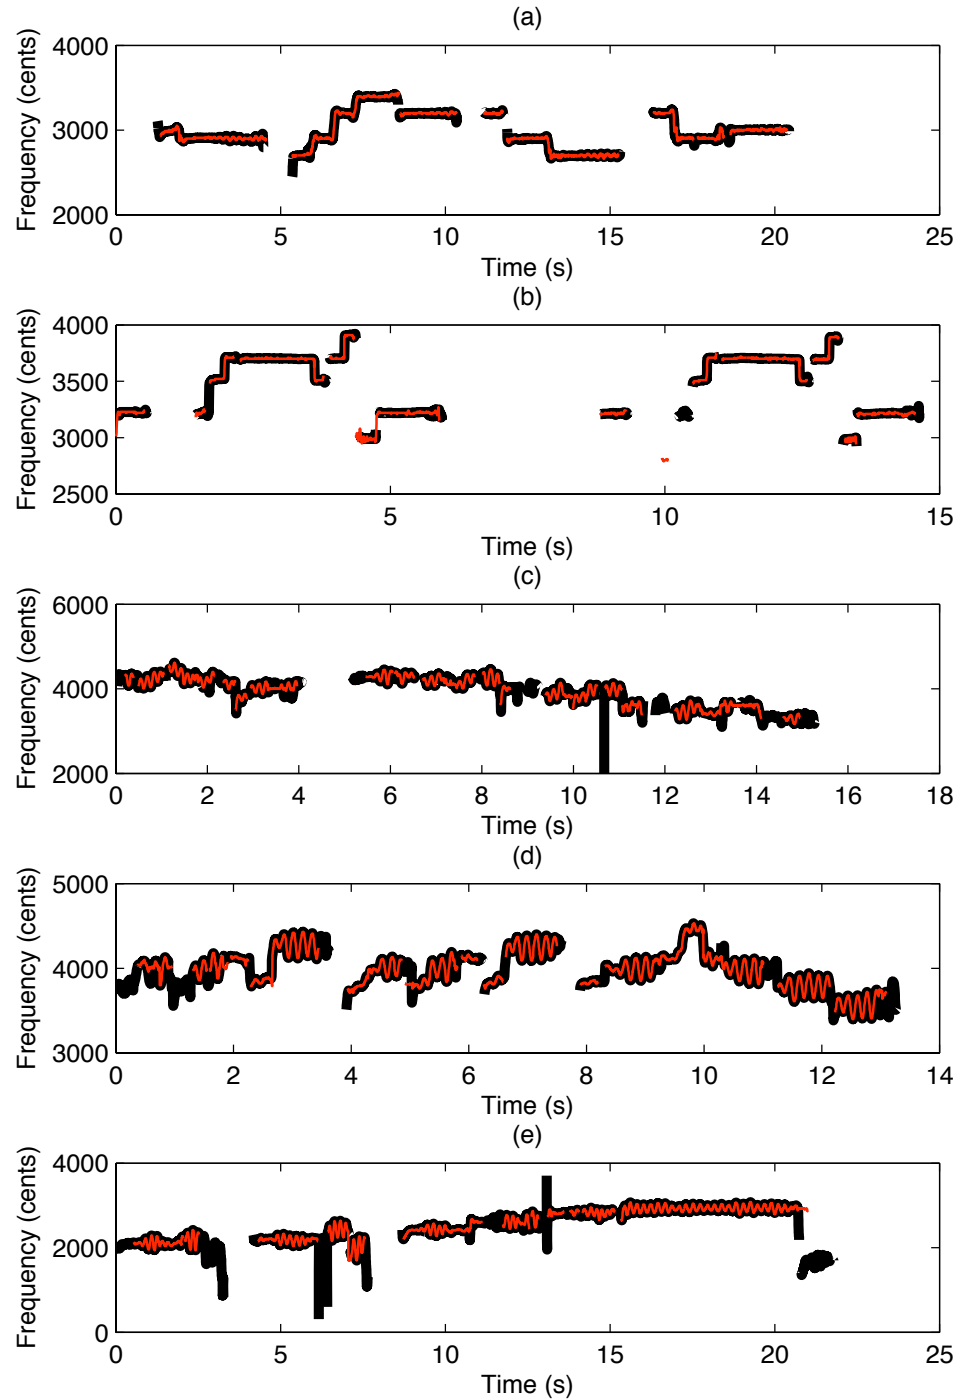 (a)
Frequency (cents)
4000
3000
2000
0 5 10 15 20 25
Time (s)
(b)
Frequency (cents)
4000
3500
3000
2500
0 5 10 15
Time (s)
(c)
Frequency (cents)
6000
4000
2000
0 2 4 6 8 10 12 14 16 18
Time (s)
(d)
Frequency (cents)
5000
4000
3000
0 2 4 6 8 10 12 14
Time (s)
(e)
Frequency (cents)
4000
2000
0
0 5 10 15 20 25
Time (s)